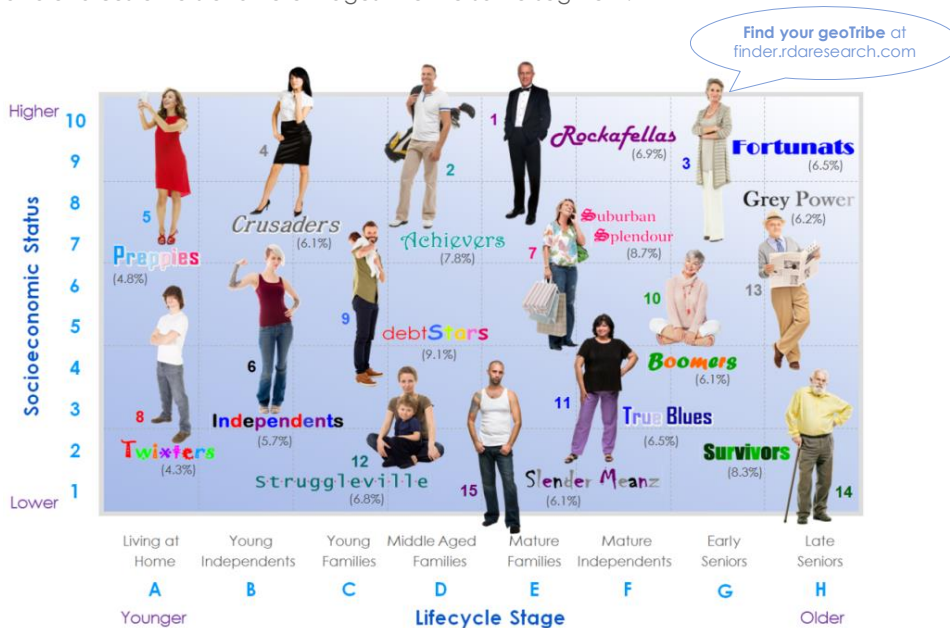 Find your geoTribe at
finder.rdaresearch.com
Higher
10
9
8
7
6
5
4
3
2
1
Lower
Socioeconomic Status
1
Rockafellas
(6.9%)
2
Achievers
(7.8%)
3
Fortunats
(6.5%)
4
Crusaders
(6.1%)
5
Preppies
(4.8%)
Grey Power
(6.2%)
13
Suburban
Splendour
7
(8.7%)
6
Independents
(5.7%)
9
debtStars
(9.1%)
10
Boomers
(6.1%)
8
Twixters
(4.3%)
11
True Blues
(6.5%)
12
Struggleville
(6.8%)
15
Slender Meanz
(6.1%)
Survivors
(8.3%)
14
Living at
Home
Young
Independents
Young
Families
Middle Aged
Families
Mature
Families
Mature
Independents
Early
Seniors
Late
Seniors
A
B
C
D
E
F
G
H
Younger
Lifecycle Stage
Older